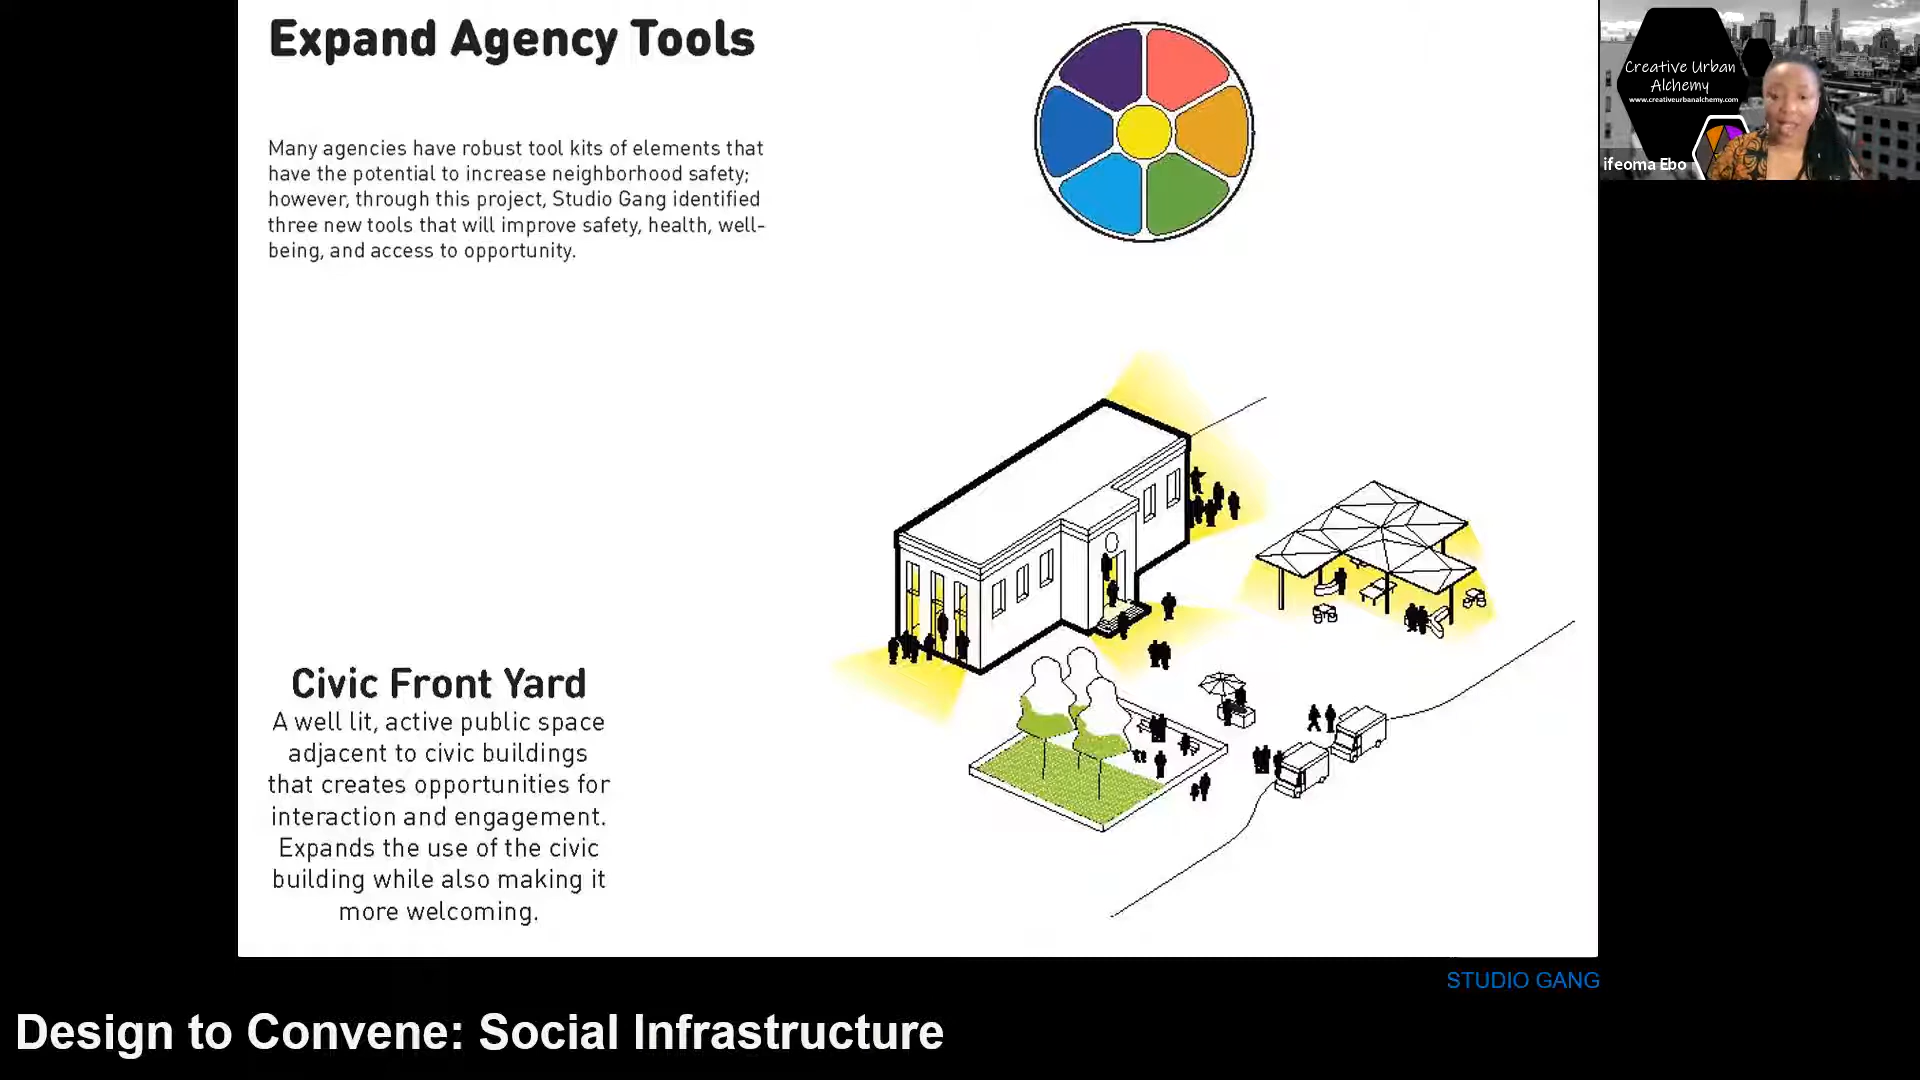 Expand Agency Tools
Many agencies have robust tool kits of elements that
have the potential to increase neighborhood safety;
however, through this project, Studio Gang identified
three new tools that will improve safety, health, well-
being, and access to opportunity.
Creative Urban
Alchemy
www.creativeurbanalchemy.com
ifeoma Ebo
Civic Front Yard
A well lit, active public space
adjacent to civic buildings
that creates opportunities for
interaction and engagement.
Expands the use of the civic
building while also making it
more welcoming.
STUDIO GANG
Design to Convene: Social Infrastructure